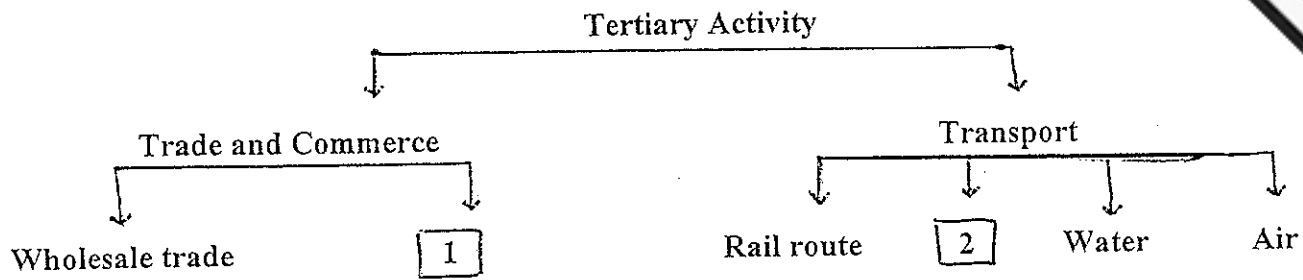 Tertiary Activity
Trade and Commerce Transport
Wholesale trade 1 Rail route 2 Water Air